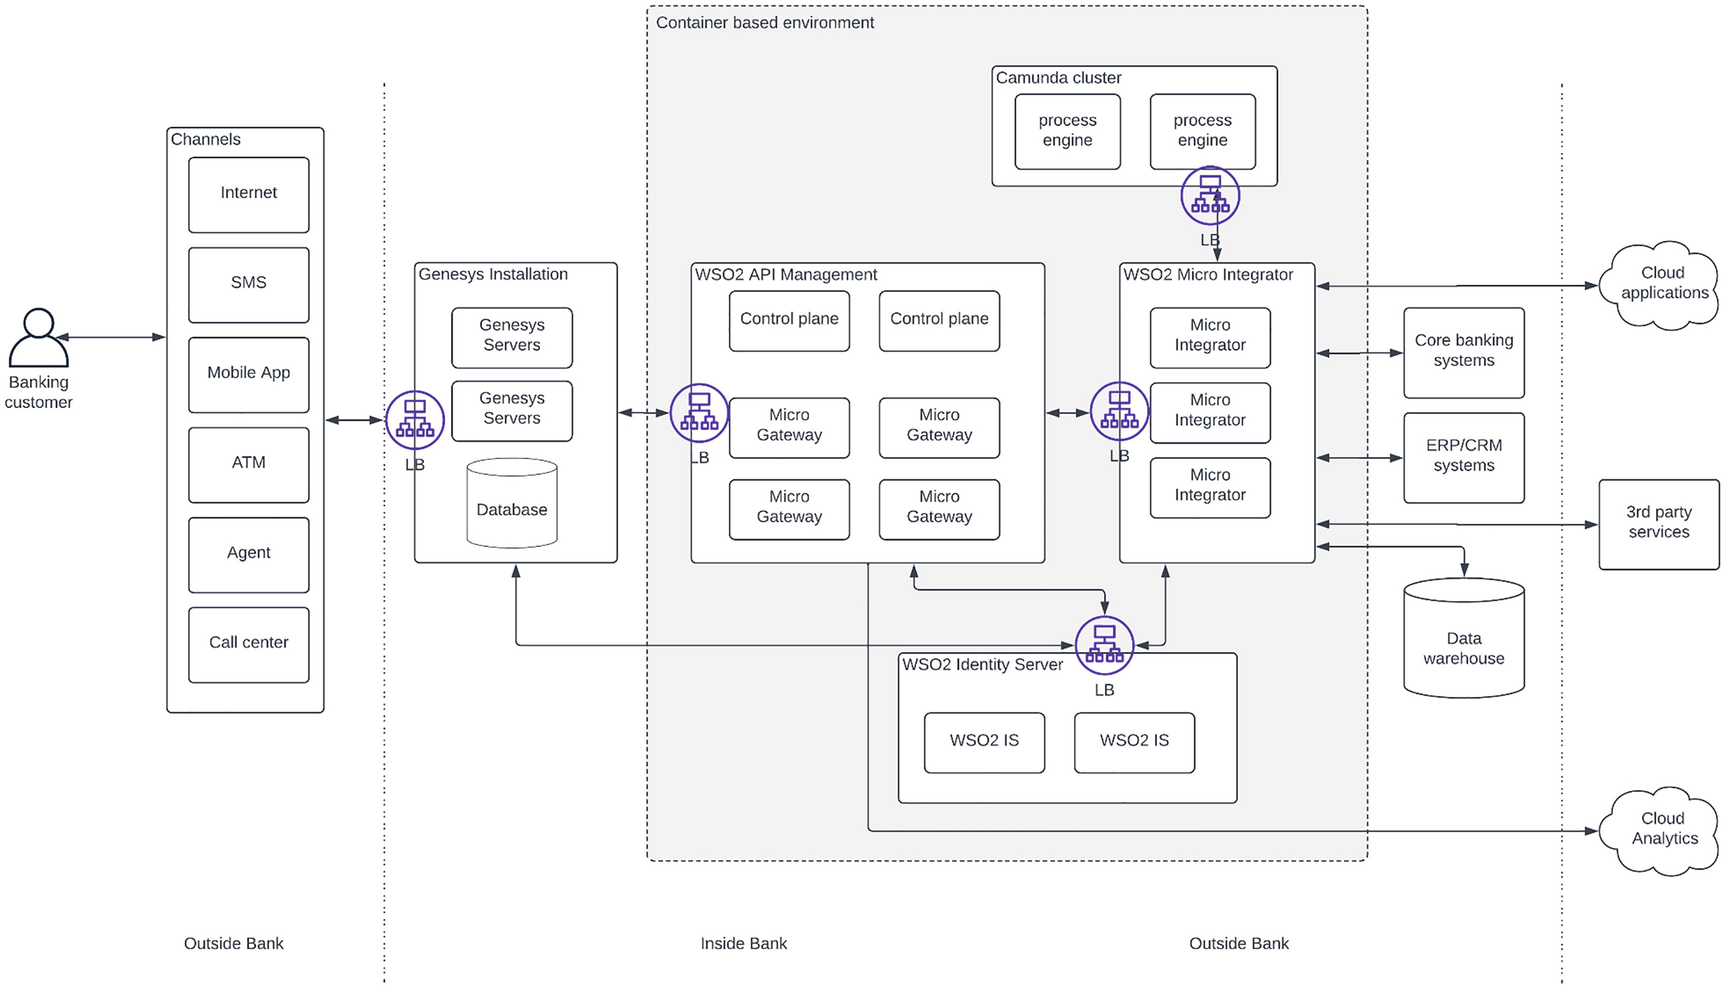 Container based environment
Camunda cluster
process
engine
process
engine
LB
Channels
Internet
SMS
Mobile App
ATM
Agent
Call center
Banking
customer
Genesys Installation
Genesys
Servers
Genesys
Servers
Database
LB
WSO2 API Management
Control plane
Control plane
Micro
Gateway
Micro
Gateway
Micro
Gateway
Micro
Gateway
LB
WSO2 Micro Integrator
Micro
Integrator
Micro
Integrator
Micro
Integrator
LB
Cloud
applications
Core banking
systems
ERP/CRM
systems
3rd party
services
Data
warehouse
WSO2 Identity Server
LB
WSO2 IS
WSO2 IS
Cloud
Analytics
Outside Bank
Inside Bank
Outside Bank